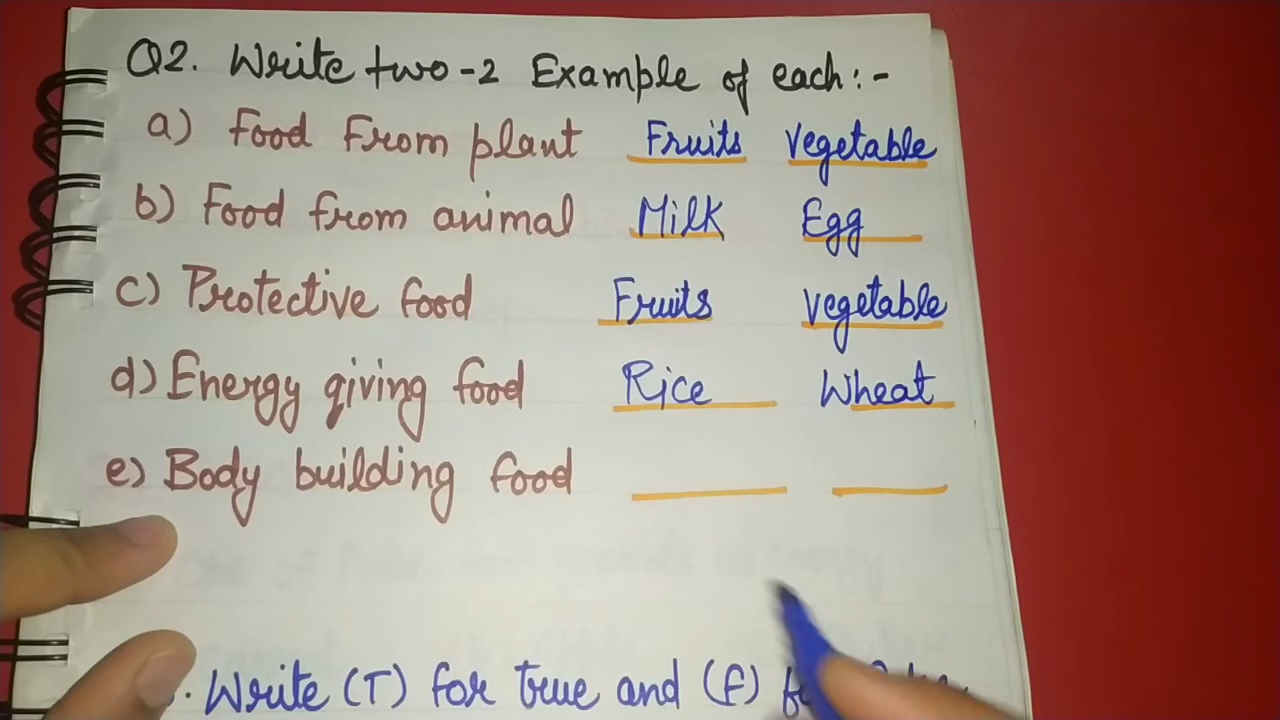 Q2. Write two-2 Example of each:-
a) Food From plant Fruits vegetable
b) Food from animal Milk Egg
c) Protective food Fruits vegetable
d) Energy giving food Rice Wheat
e) Body building food
. Write (T) for true and (F)